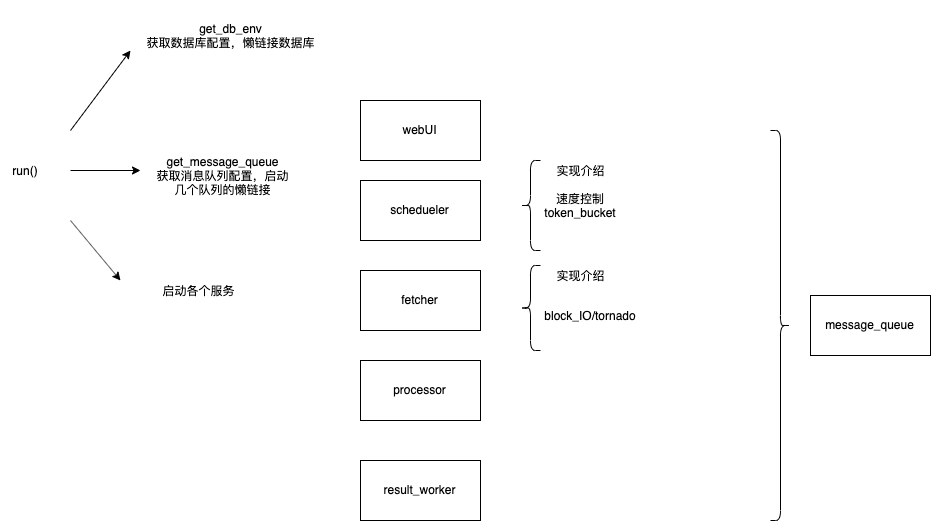 get_db_env
获取数据库配置，懒链接数据库
webUI
run()
get_message_queue
获取消息队列配置，启动
几个队列的懒链接
schedueler
实现介绍
速度控制
token_bucket
启动各个服务
fetcher
实现介绍
block_IO/tornado
message_queue
processor
result_worker